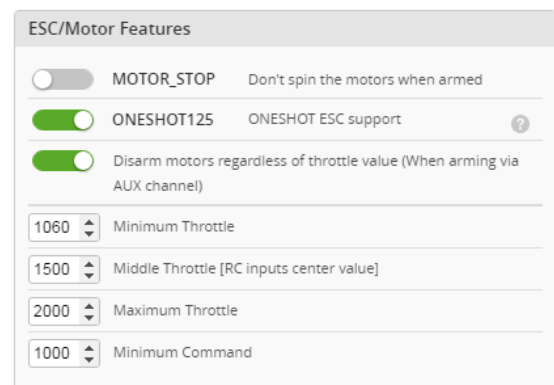 ESC/Motor Features
MOTOR_STOP Don't spin the motors when armed
ONESHOT125 ONESHOT ESC support ?
Disarm motors regardless of throttle value (When arming via
AUX channel)
1060 Minimum Throttle
1500 Middle Throttle [RC inputs center value]
2000 Maximum Throttle
1000 Minimum Command